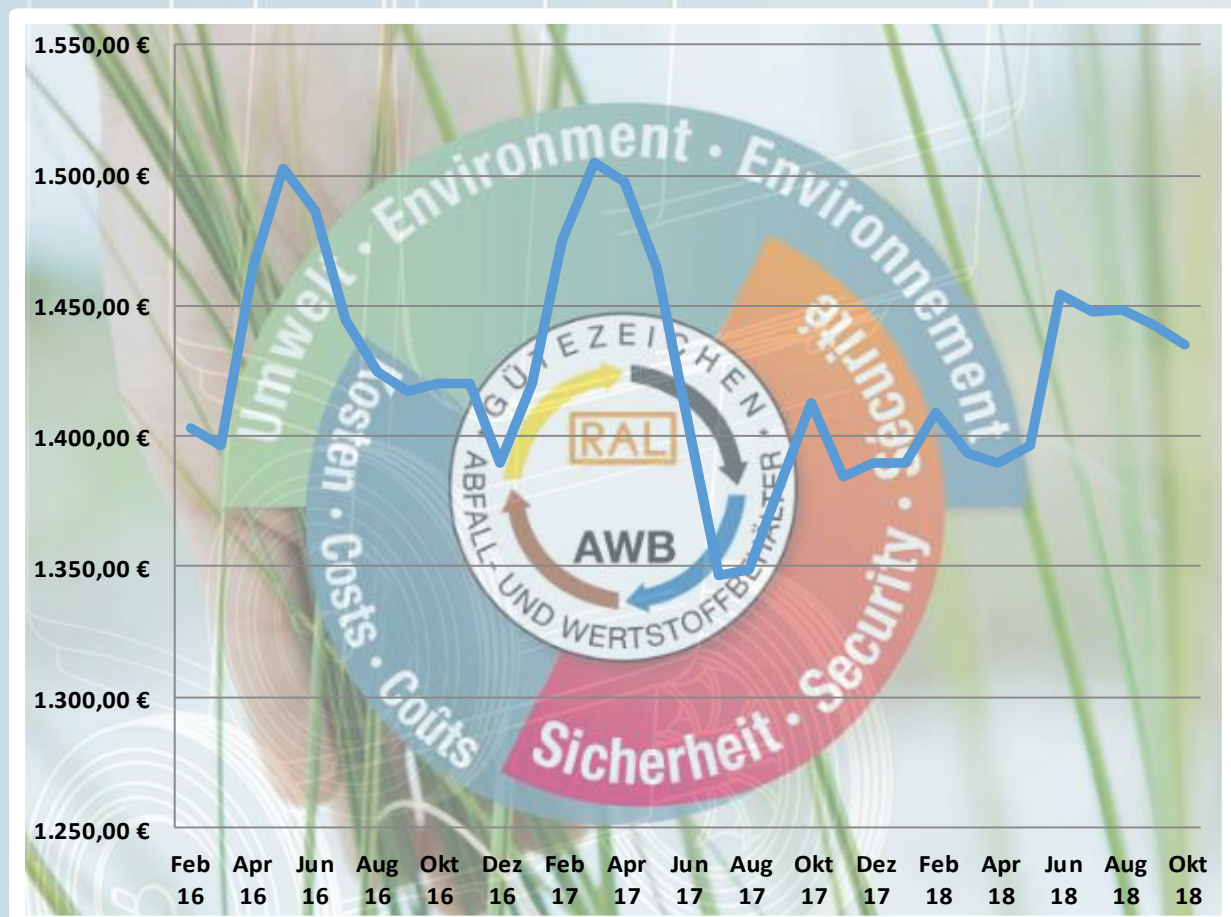 1.550,00 €
1.500,00 €
1.450,00 €
1.400,00 €
1.350,00 €
1.300,00 €
1.250,00 €
Umwelt · Environment · Environnement
Kosten · Costs · Coûts
Sicherheit · Security · Sécurité
· GÜTEZEICHEN ·
RAL
AWB
ABFALL- UND WERTSTOFFBEHÄLTER
Feb Apr Jun Aug Okt Dez Feb Apr Jun Aug Okt Dez Feb Apr Jun Aug Okt
16 16 16 16 16 16 17 17 17 17 17 17 18 18 18 18 18